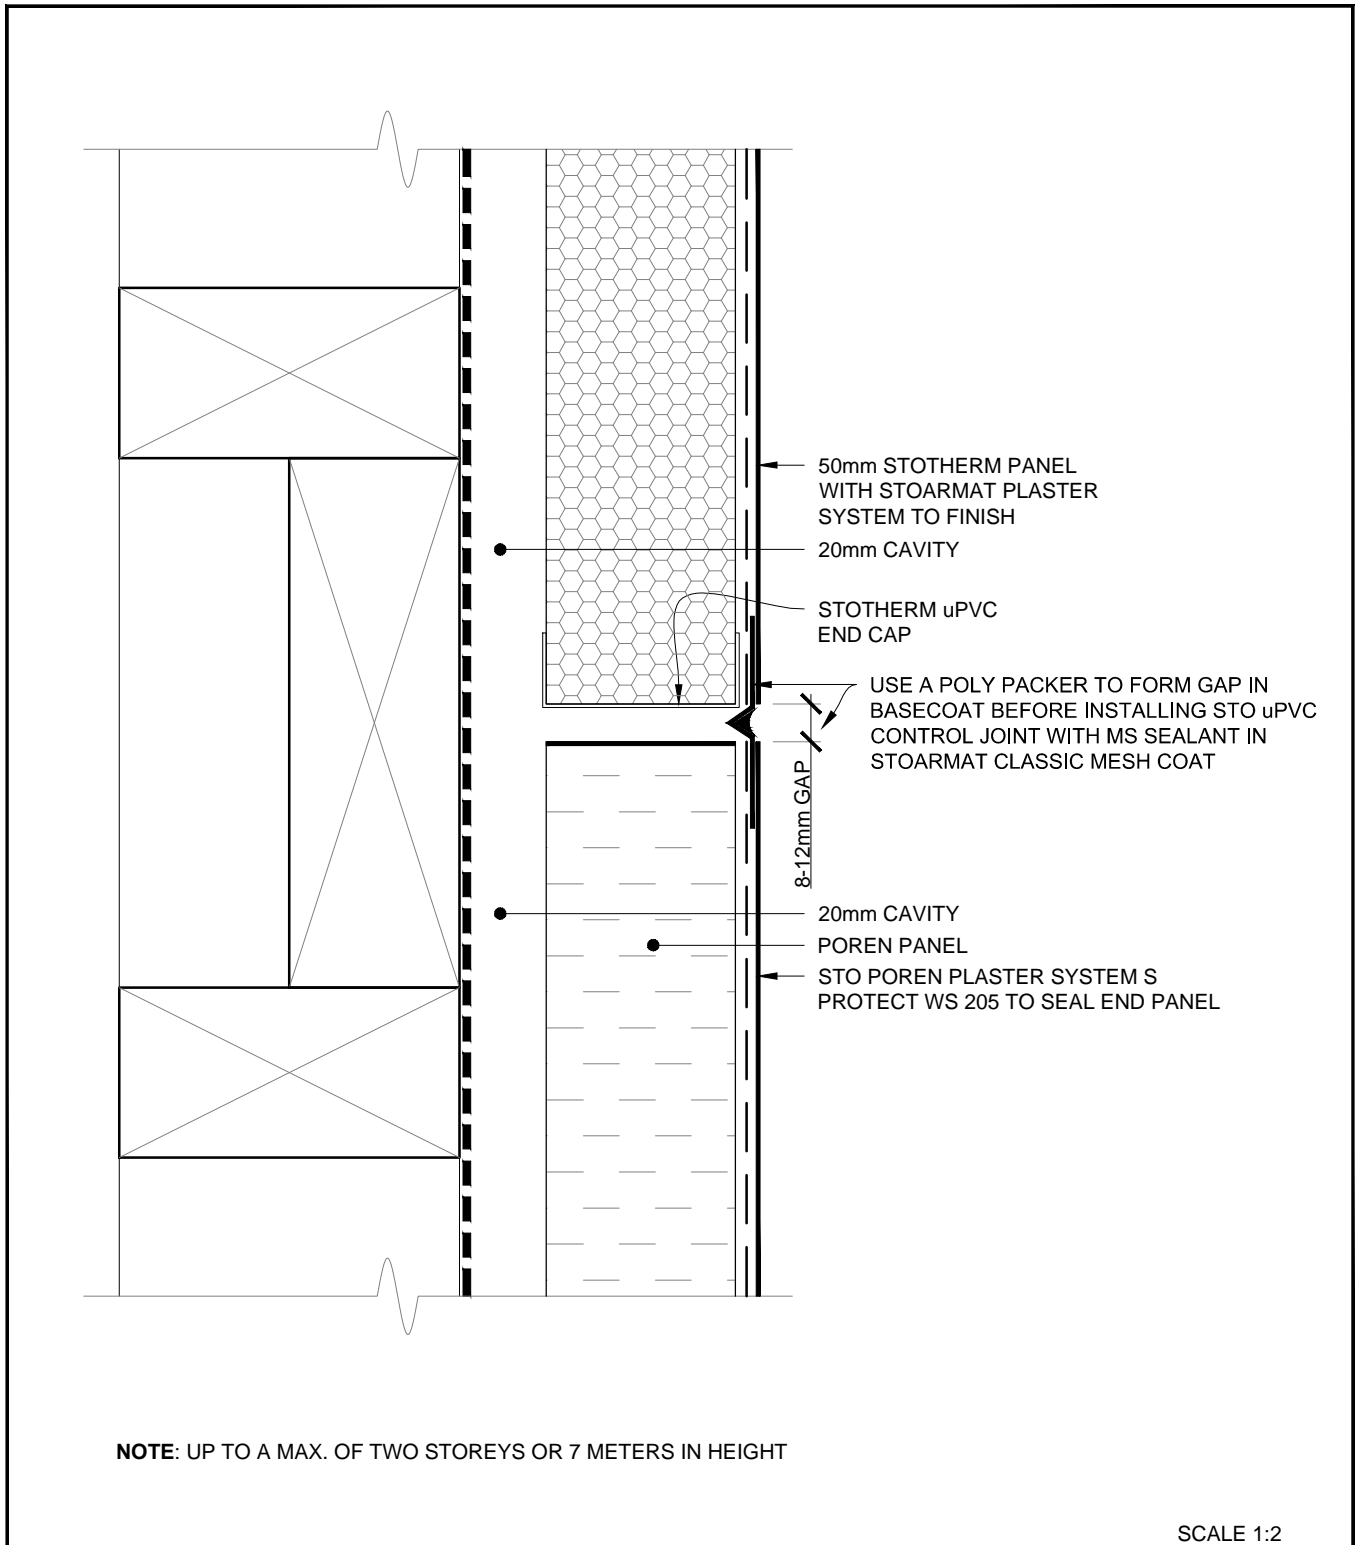 50mm STOTHERM PANEL
WITH STOARMAT PLASTER
SYSTEM TO FINISH
20mm CAVITY
STOTHERM uPVC
END CAP
USE A POLY PACKER TO FORM GAP IN
BASECOAT BEFORE INSTALLING STO uPVC
CONTROL JOINT WITH MS SEALANT IN
STOARMAT CLASSIC MESH COAT
8-12mm GAP
20mm CAVITY
POREN PANEL
STO POREN PLASTER SYSTEM S
PROTECT WS 205 TO SEAL END PANEL
NOTE: UP TO A MAX. OF TWO STOREYS OR 7 METERS IN HEIGHT
SCALE 1:2